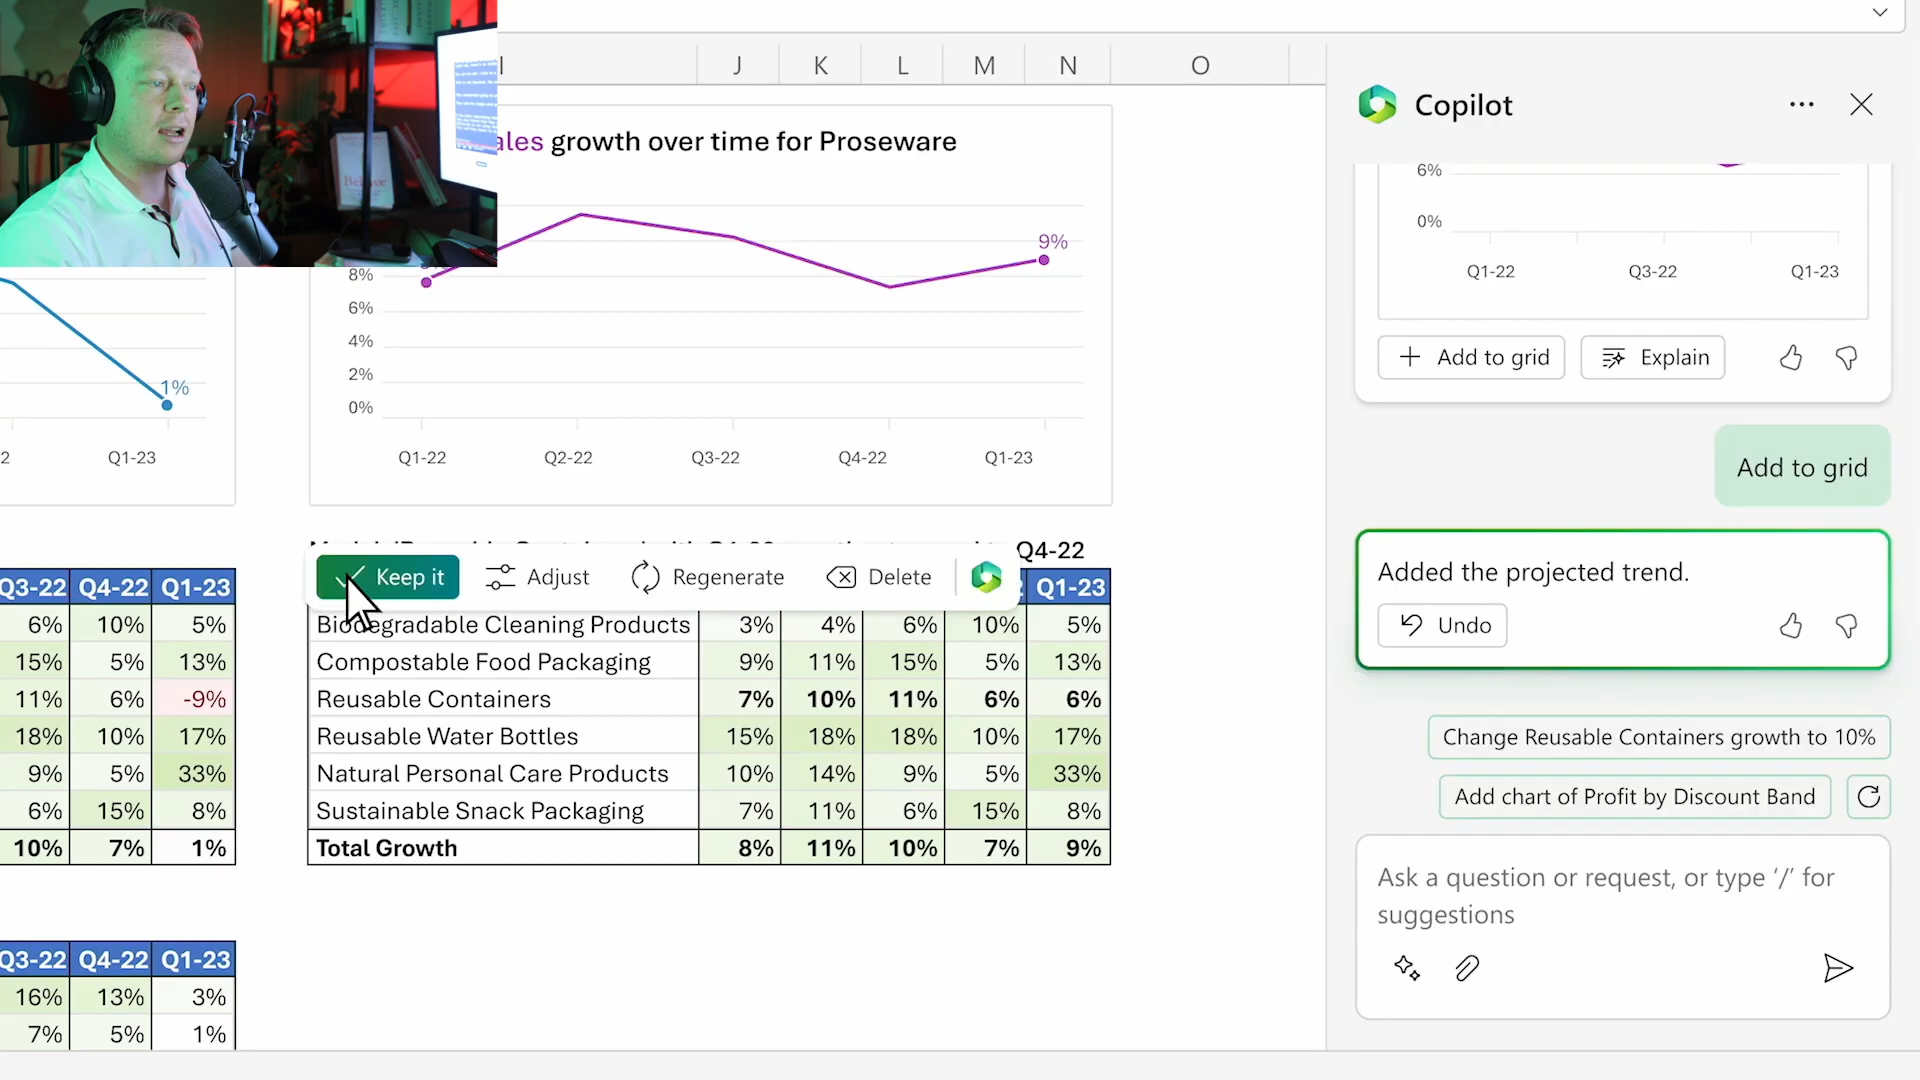 I J K L M N O
Copilot
ales growth over time for Proseware
9%
8%
6%
4%
2%
0%
Q1-22 Q2-22 Q3-22 Q4-22 Q1-23
1%
2 Q1-23
6%
0%
Q1-22 Q3-22 Q1-23
Add to grid Explain
Add to grid
Added the projected trend.
Undo
Change Reusable Containers growth to 10%
Add chart of Profit by Discount Band
Ask a question or request, or type ‘/’ for
suggestions
Q4-22
Keep it Adjust Regenerate Delete
Q3-22 Q4-22 Q1-23
6% 10% 5%
15% 5% 13%
11% 6% -9%
18% 10% 17%
9% 5% 33%
6% 15% 8%
10% 7% 1%
Q1-23
Biodegradable Cleaning Products 3% 4% 6% 10% 5%
Compostable Food Packaging 9% 11% 15% 5% 13%
Reusable Containers 7% 10% 11% 6% 6%
Reusable Water Bottles 15% 18% 18% 10% 17%
Natural Personal Care Products 10% 14% 9% 5% 33%
Sustainable Snack Packaging 7% 11% 6% 15% 8%
Total Growth 8% 11% 10% 7% 9%
Q3-22 Q4-22 Q1-23
16% 13% 3%
7% 5% 1%